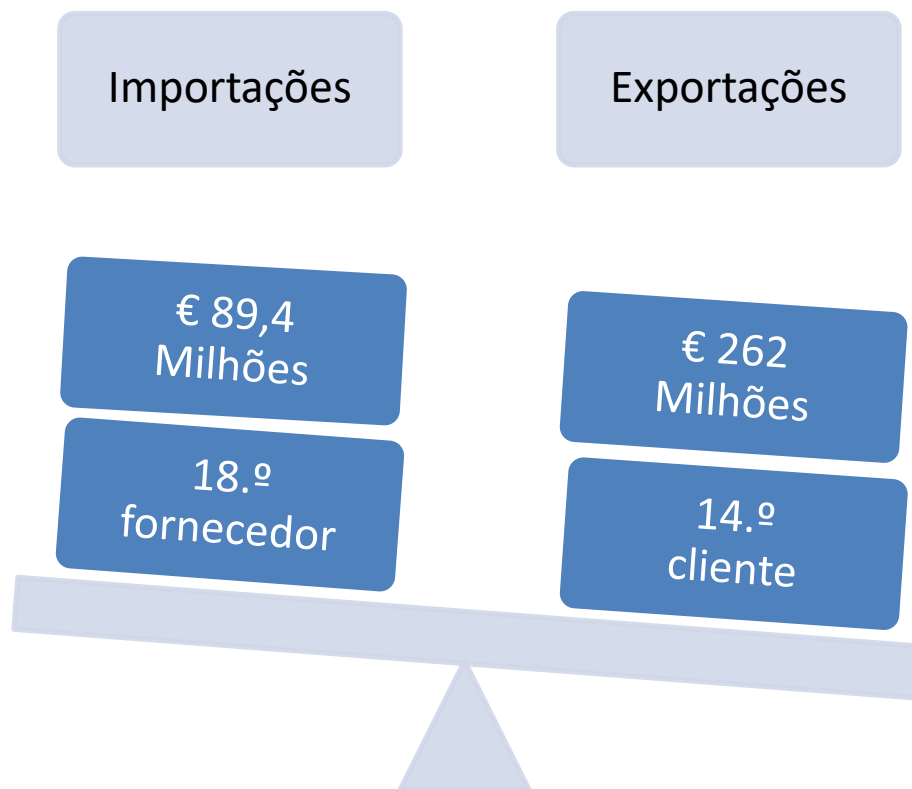 Importações
€ 89,4
Milhões
18.º
fornecedor
Exportações
€ 262
Milhões
14.º
cliente